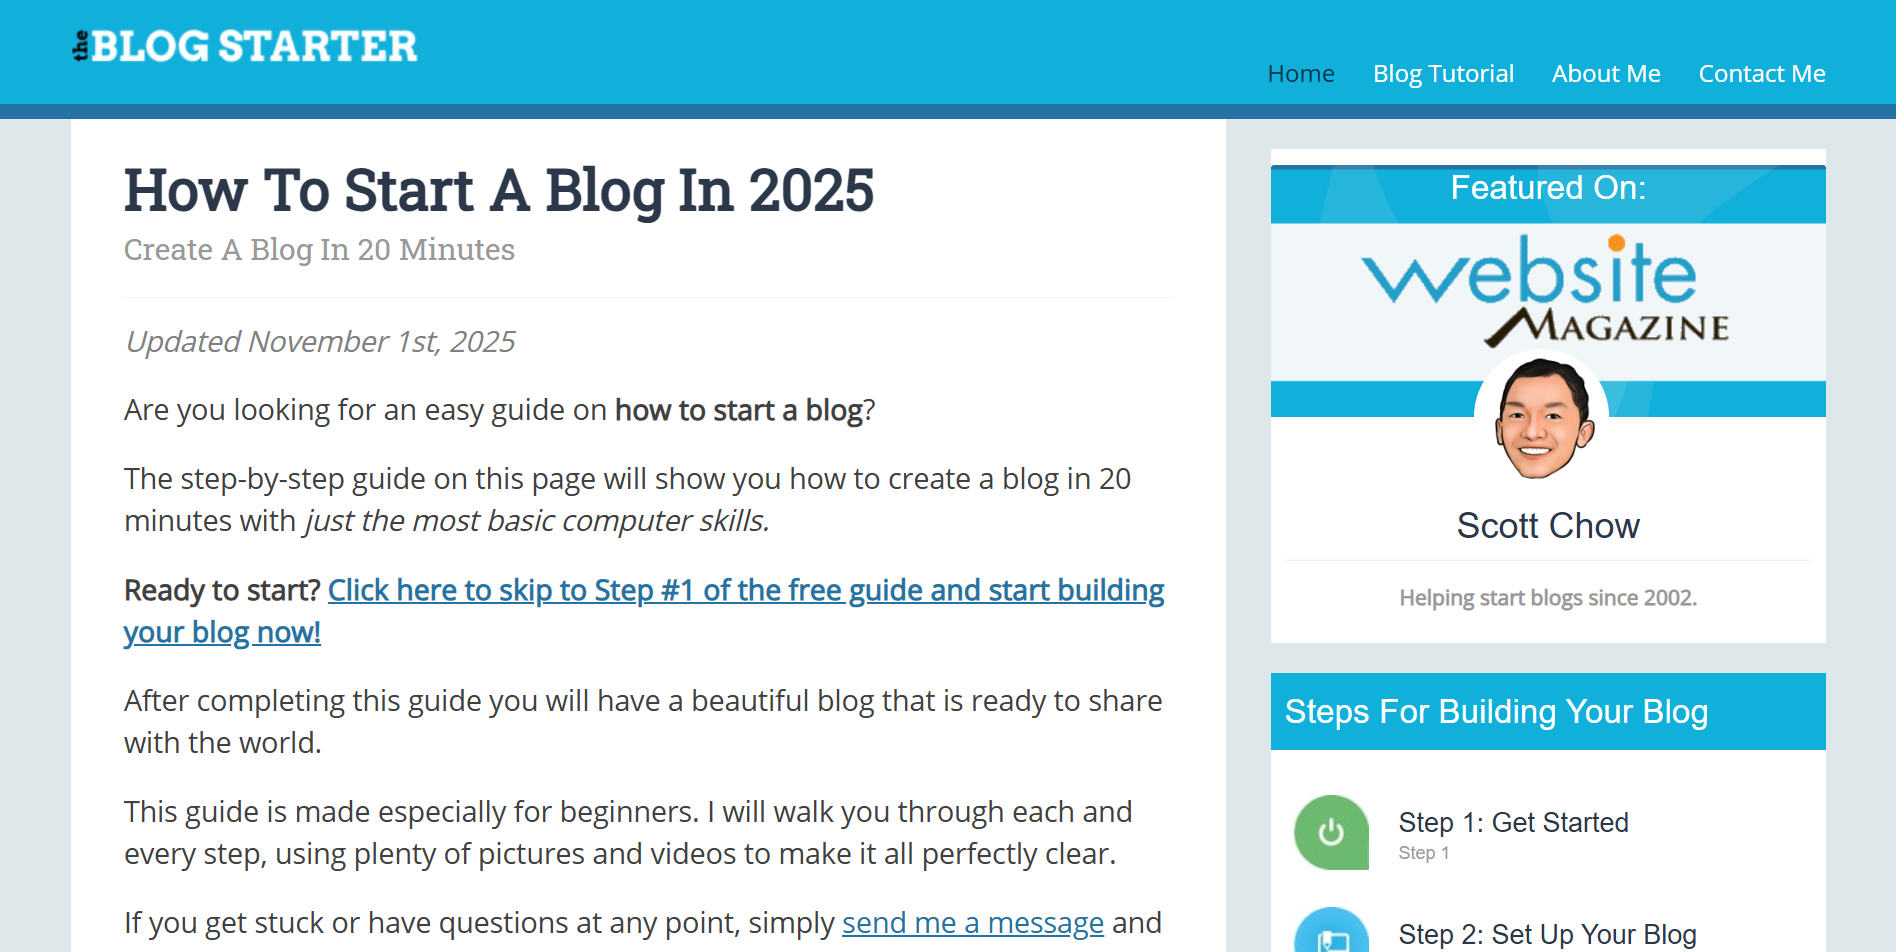 the BLOG STARTER
Home Blog Tutorial About Me Contact Me
How To Start A Blog In 2025
Create A Blog In 20 Minutes
Updated November 1st, 2025
Are you looking for an easy guide on how to start a blog?
The step-by-step guide on this page will show you how to create a blog in 20
minutes with just the most basic computer skills.
Ready to start? Click here to skip to Step #1 of the free guide and start building
your blog now!
After completing this guide you will have a beautiful blog that is ready to share
with the world.
This guide is made especially for beginners. I will walk you through each and
every step, using plenty of pictures and videos to make it all perfectly clear.
If you get stuck or have questions at any point, simply send me a message and
Featured On:
website
MAGAZINE
Scott Chow
Helping start blogs since 2002.
Steps For Building Your Blog
Step 1: Get Started
Step 1
Step 2: Set Up Your Blog